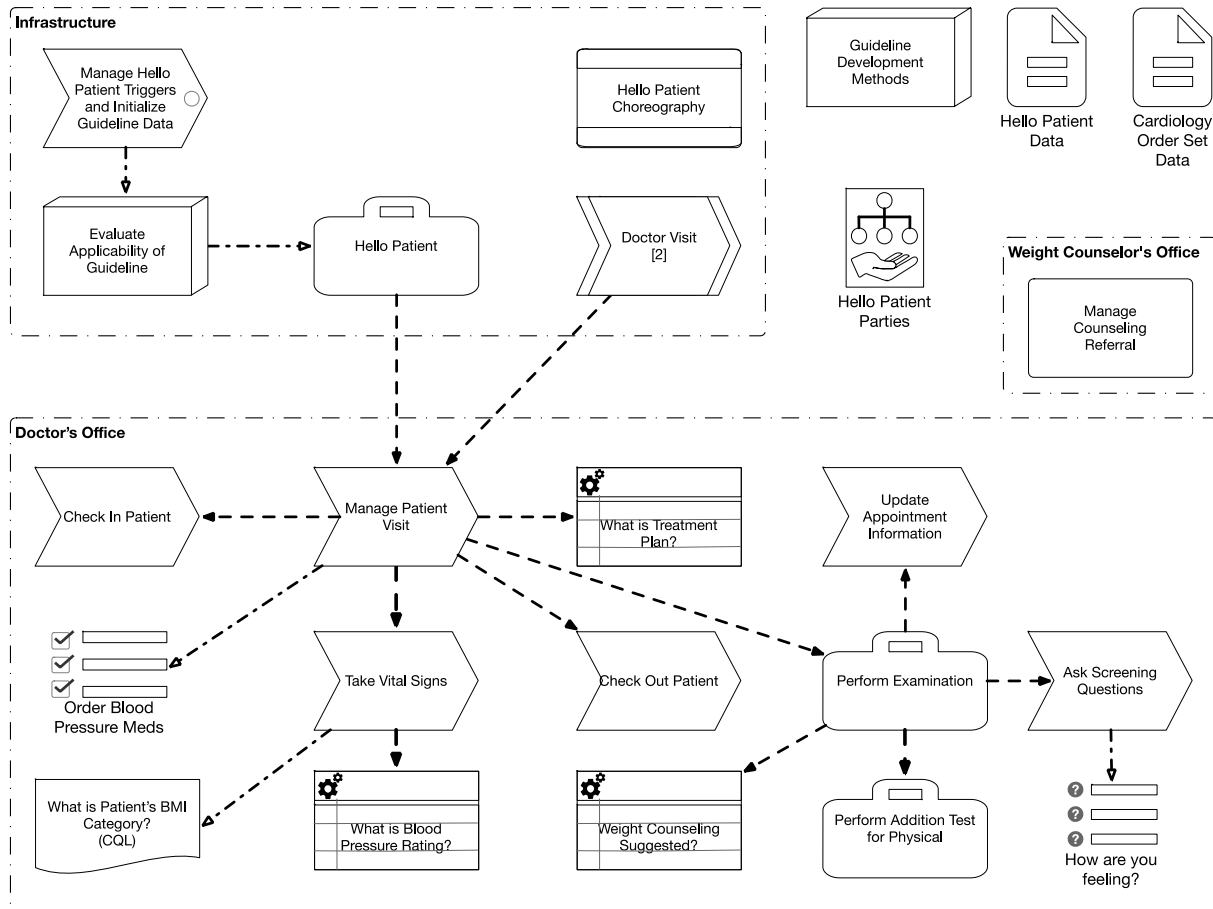 Infrastructure
Manage Hello
Patient Triggers
and Initialize
Guideline Data
Hello Patient
Choreography
Guideline
Development
Methods
Hello Patient
Data
Cardiology
Order Set
Data
Evaluate
Applicability of
Guideline
Hello Patient
Doctor Visit
[2]
Hello Patient
Parties
Weight Counselor's Office
Manage
Counseling
Referral
Doctor's Office
Check In Patient
Manage Patient
Visit
What is Treatment
Plan?
Update
Appointment
Information
Order Blood
Pressure Meds
Take Vital Signs
Check Out Patient
Perform Examination
Ask Screening
Questions
What is Patient's BMI
Category?
(CQL)
What is Blood
Pressure Rating?
Weight Counseling
Suggested?
Perform Addition Test
for Physical
?
?
?
How are you
feeling?